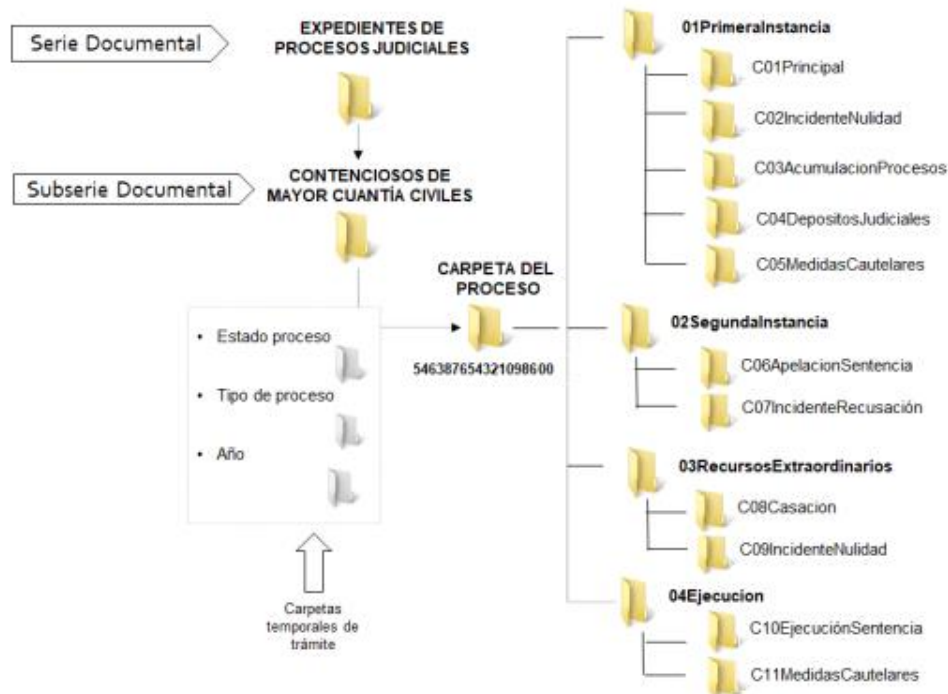 Serie Documental
EXPEDIENTES DE
PROCESOS JUDICIALES
Subserie Documental
CONTENCIOSOS DE
MAYOR CUANTÍA CIVILES
• Estado proceso
• Tipo de proceso
• Año
Carpetas
temporales de
trámite
CARPETA DEL
PROCESO
546387654321098600
01PrimeraInstancia
C01Principal
C02IncidenteNulidad
C03AcumulacionProcesos
C04DepositosJudiciales
C05MedidasCautelares
02SegundaInstancia
C06ApelacionSentencia
C07IncidenteRecusación
03RecursosExtraordinarios
C08Casacion
C09IncidenteNulidad
04Ejecucion
C10EjecuciónSentencia
C11MedidasCautelares